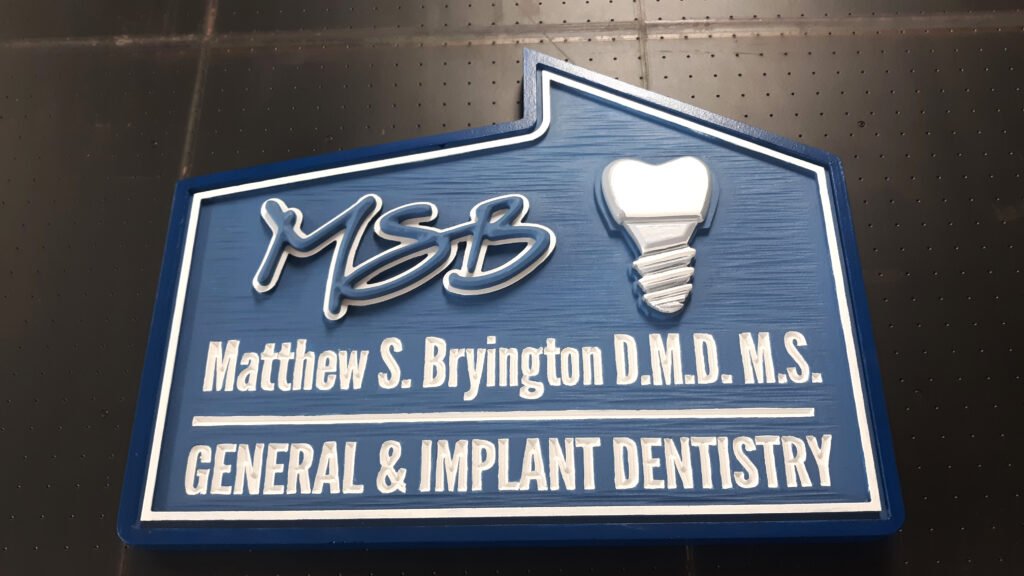 MSB
Matthew S. Bryington D.M.D. M.S.
GENERAL & IMPLANT DENTISTRY